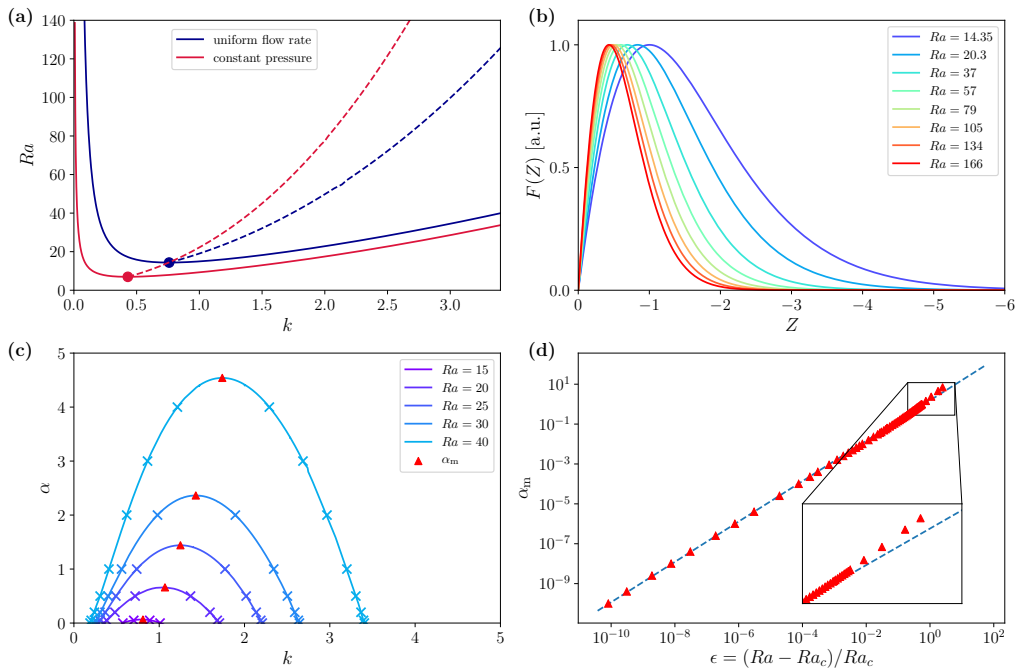 (a)
140
120
100
80
60
40
20
0
Ra
0.0 0.5 1.0 1.5 2.0 2.5 3.0
k
uniform flow rate
constant pressure
(b)
1.0
0.5
0.0
F(Z) [a.u.]
0 −1 −2 −3 −4 −5 −6
Z
Ra = 14.35
Ra = 20.3
Ra = 37
Ra = 57
Ra = 79
Ra = 105
Ra = 134
Ra = 166
(c)
5
4
3
2
1
0
α
0 1 2 3 4 5
k
Ra = 15
Ra = 20
Ra = 25
Ra = 30
Ra = 40
αm
(d)
10¹
10⁻¹
10⁻³
10⁻⁵
10⁻⁷
10⁻⁹
αm
10⁻¹⁰ 10⁻⁸ 10⁻⁶ 10⁻⁴ 10⁻² 10⁰ 10²
ϵ = (Ra − Rac)/Rac